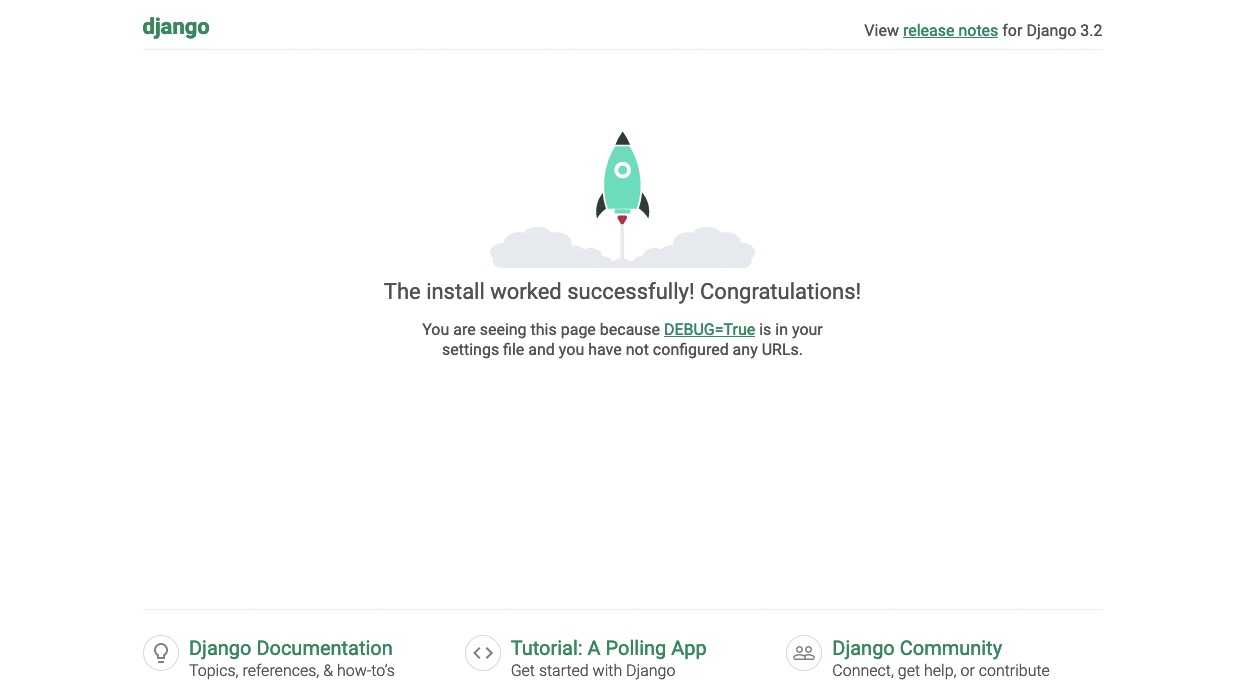 django
View release notes for Django 3.2
The install worked successfully! Congratulations!
You are seeing this page because DEBUG=True is in your
settings file and you have not configured any URLs.
Django Documentation
Topics, references, & how-to’s
Tutorial: A Polling App
Get started with Django
Django Community
Connect, get help, or contribute